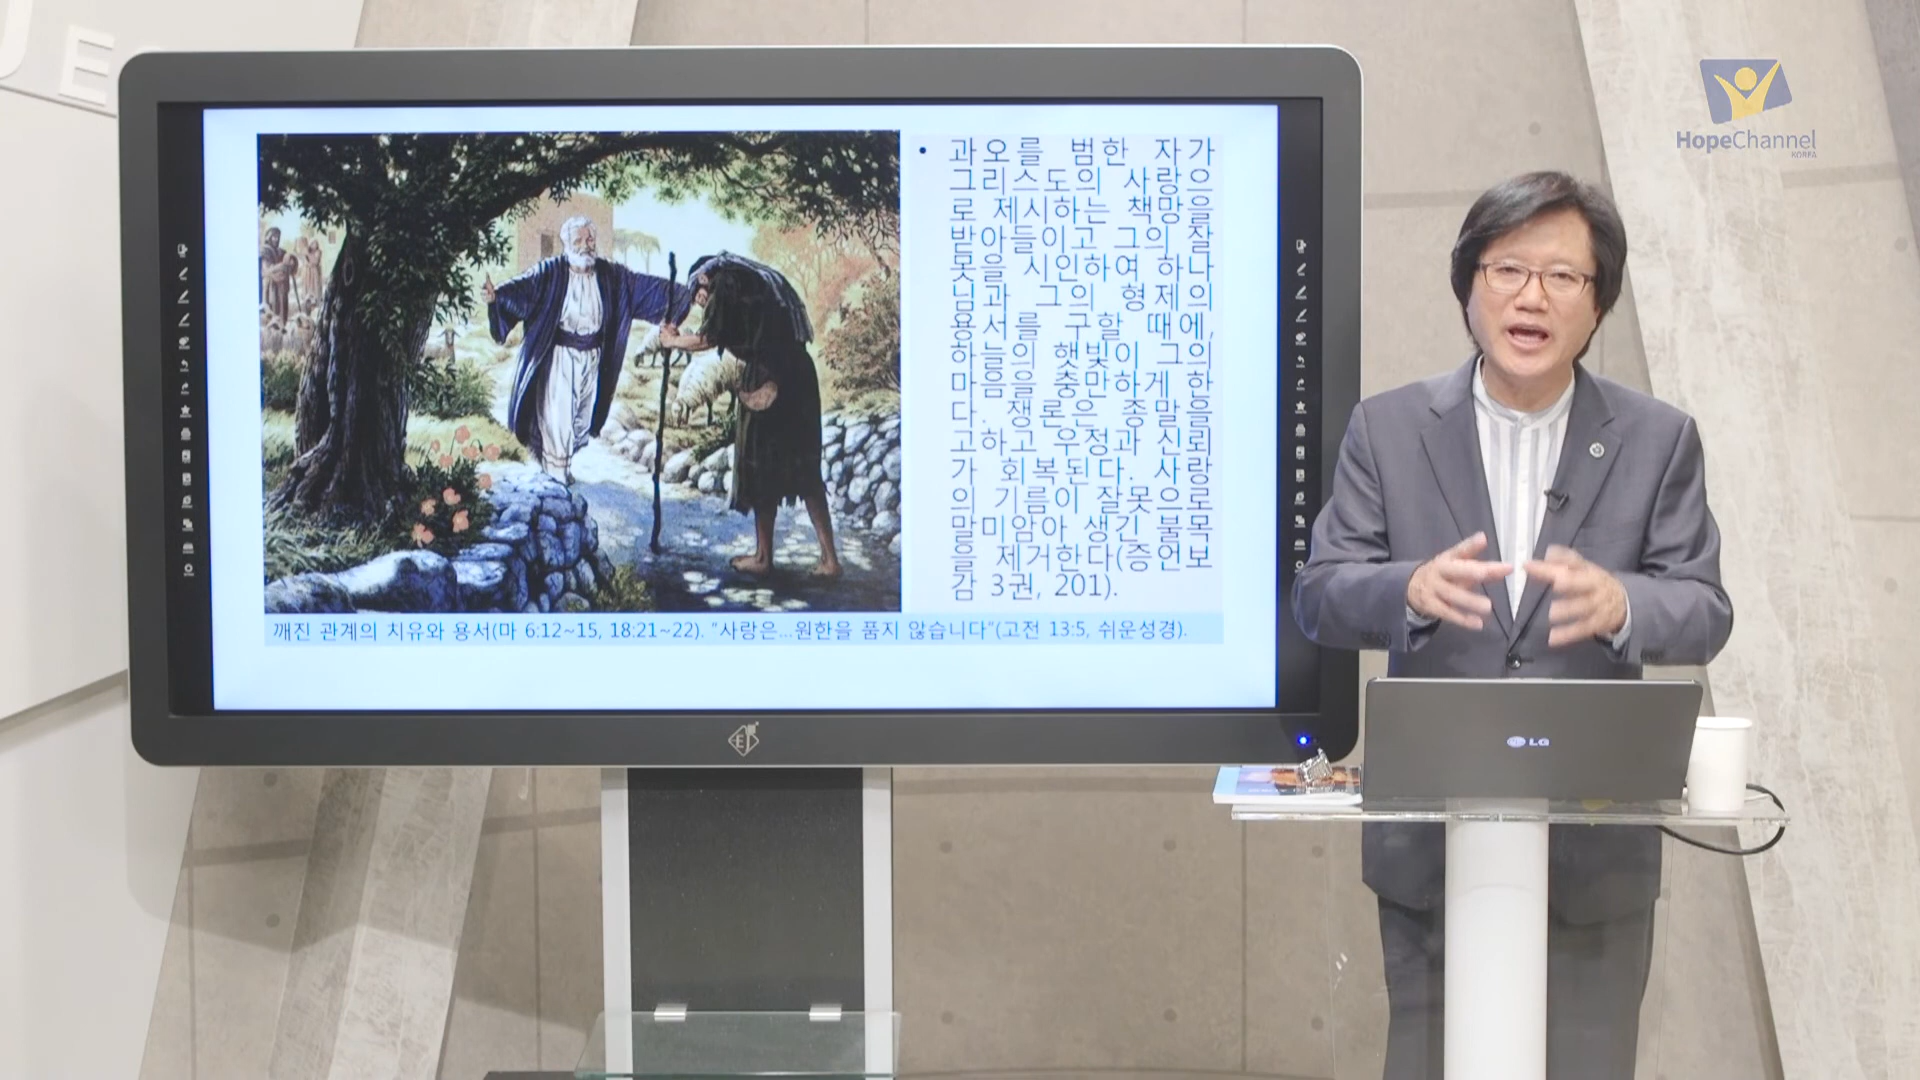 UE
HopeChannel
KOREA
• 과오를 범한 자가
그리스도의 사랑으
로 제시하는 책망을
받아들이고 그의 잘
못을 시인하여 하나
님과 그의 형제의
용서를 구할 때에,
하늘의 햇빛이 그의
마음을 충만하게 한
다. 쟁론은 종말을
고하고 우정과 신뢰
가 회복된다. 사랑
의 기름이 잘못으로
말미암아 생긴 불목
을 제거한다(증언보
감 3권, 201).
깨진 관계의 치유와 용서(마 6:12~15, 18:21~22). "사랑은...원한을 품지 않습니다"(고전 13:5, 쉬운성경).
LG